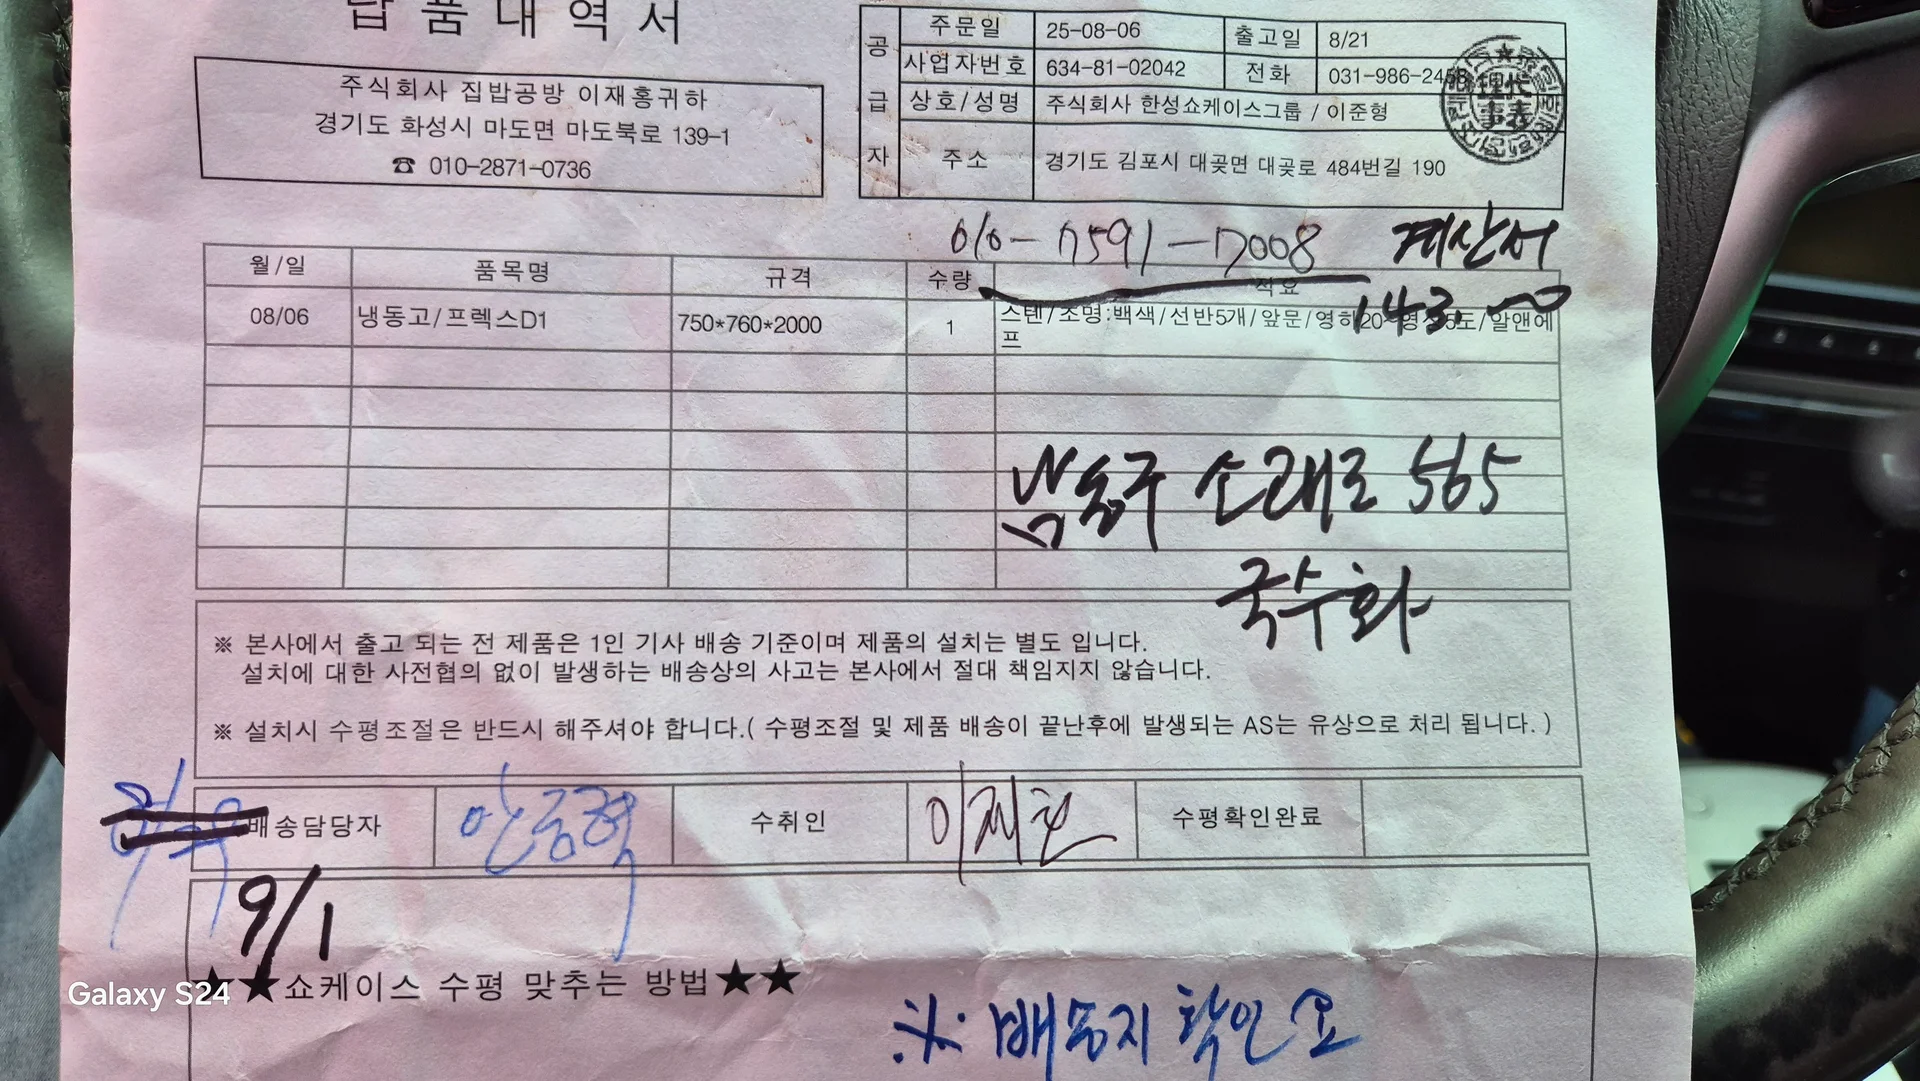 납품내역서
주식회사 집밥공방 이재홍귀하
경기도 화성시 마도면 마도북로 139-1
☎ 010-2871-0736
공급자
주문일 25-08-06 출고일 8/21
사업자번호 634-81-02042 전화 031-986-2458
상호/성명 주식회사 한성쇼케이스그룹 / 이준형
주소 경기도 김포시 대곶면 대곶로 484번길 190
010-7591-7008 계산서
월/일 품목명 규격 수량 적요
143.000
08/06 냉동고/프렉스D1 750*760*2000 1 스텐/조명:백색/선반5개/앞문/영하20~영상5도/알앤에
프
남동구 소래로 565
국수화
※ 본사에서 출고 되는 전 제품은 1인 기사 배송 기준이며 제품의 설치는 별도 입니다.
설치에 대한 사전협의 없이 발생하는 배송상의 사고는 본사에서 절대 책임지지 않습니다.
※ 설치시 수평조절은 반드시 해주셔야 합니다.( 수평조절 및 제품 배송이 끝난후에 발생되는 AS는 유상으로 처리 됩니다. )
배송담당자 수취인 수평확인완료
9/1
★★쇼케이스 수평 맞추는 방법★★
※ 배송지 확인요
Galaxy S24